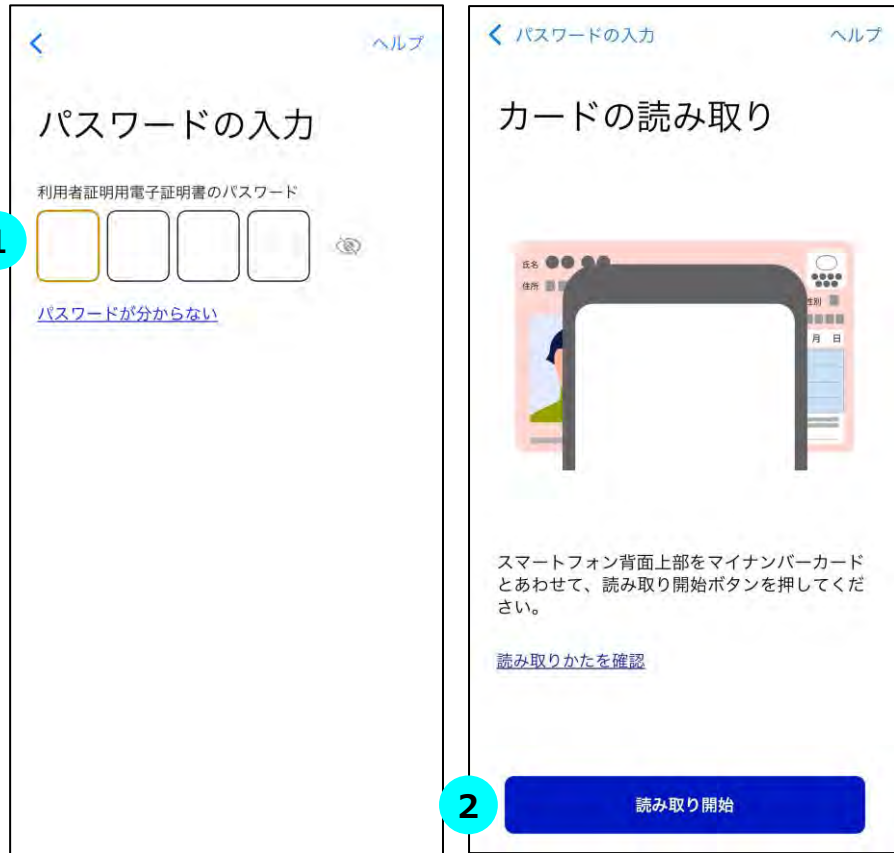 ヘルプ
パスワードの入力
利用者証明用電子証明書のパスワード
1
パスワードが分からない
パスワードの入力
ヘルプ
カードの読み取り
氏名
住所
性別
月 日
スマートフォン背面上部をマイナンバーカード
とあわせて、読み取り開始ボタンを押してくだ
さい。
読み取りかたを確認
2
読み取り開始